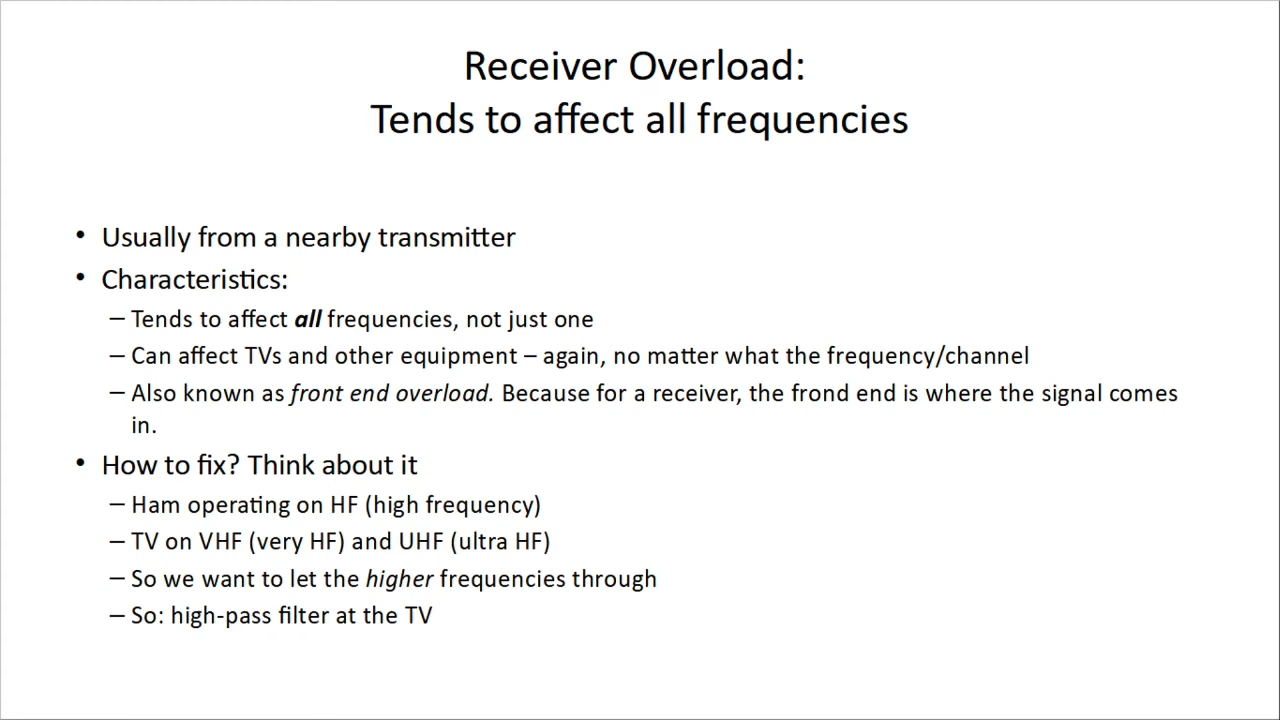 Receiver Overload:
Tends to affect all frequencies
• Usually from a nearby transmitter
• Characteristics:
– Tends to affect all frequencies, not just one
– Can affect TVs and other equipment – again, no matter what the frequency/channel
– Also known as front end overload. Because for a receiver, the frond end is where the signal comes
in.
• How to fix? Think about it
– Ham operating on HF (high frequency)
– TV on VHF (very HF) and UHF (ultra HF)
– So we want to let the higher frequencies through
– So: high-pass filter at the TV